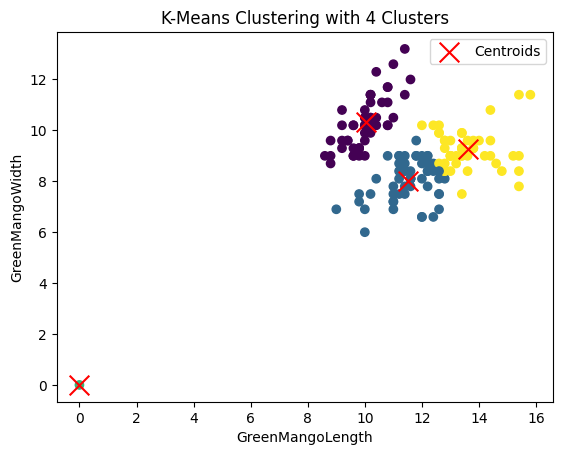 K-Means Clustering with 4 Clusters
Centroids
GreenMangoWidth
12
10
8
6
4
2
0
0 2 4 6 8 10 12 14 16
GreenMangoLength